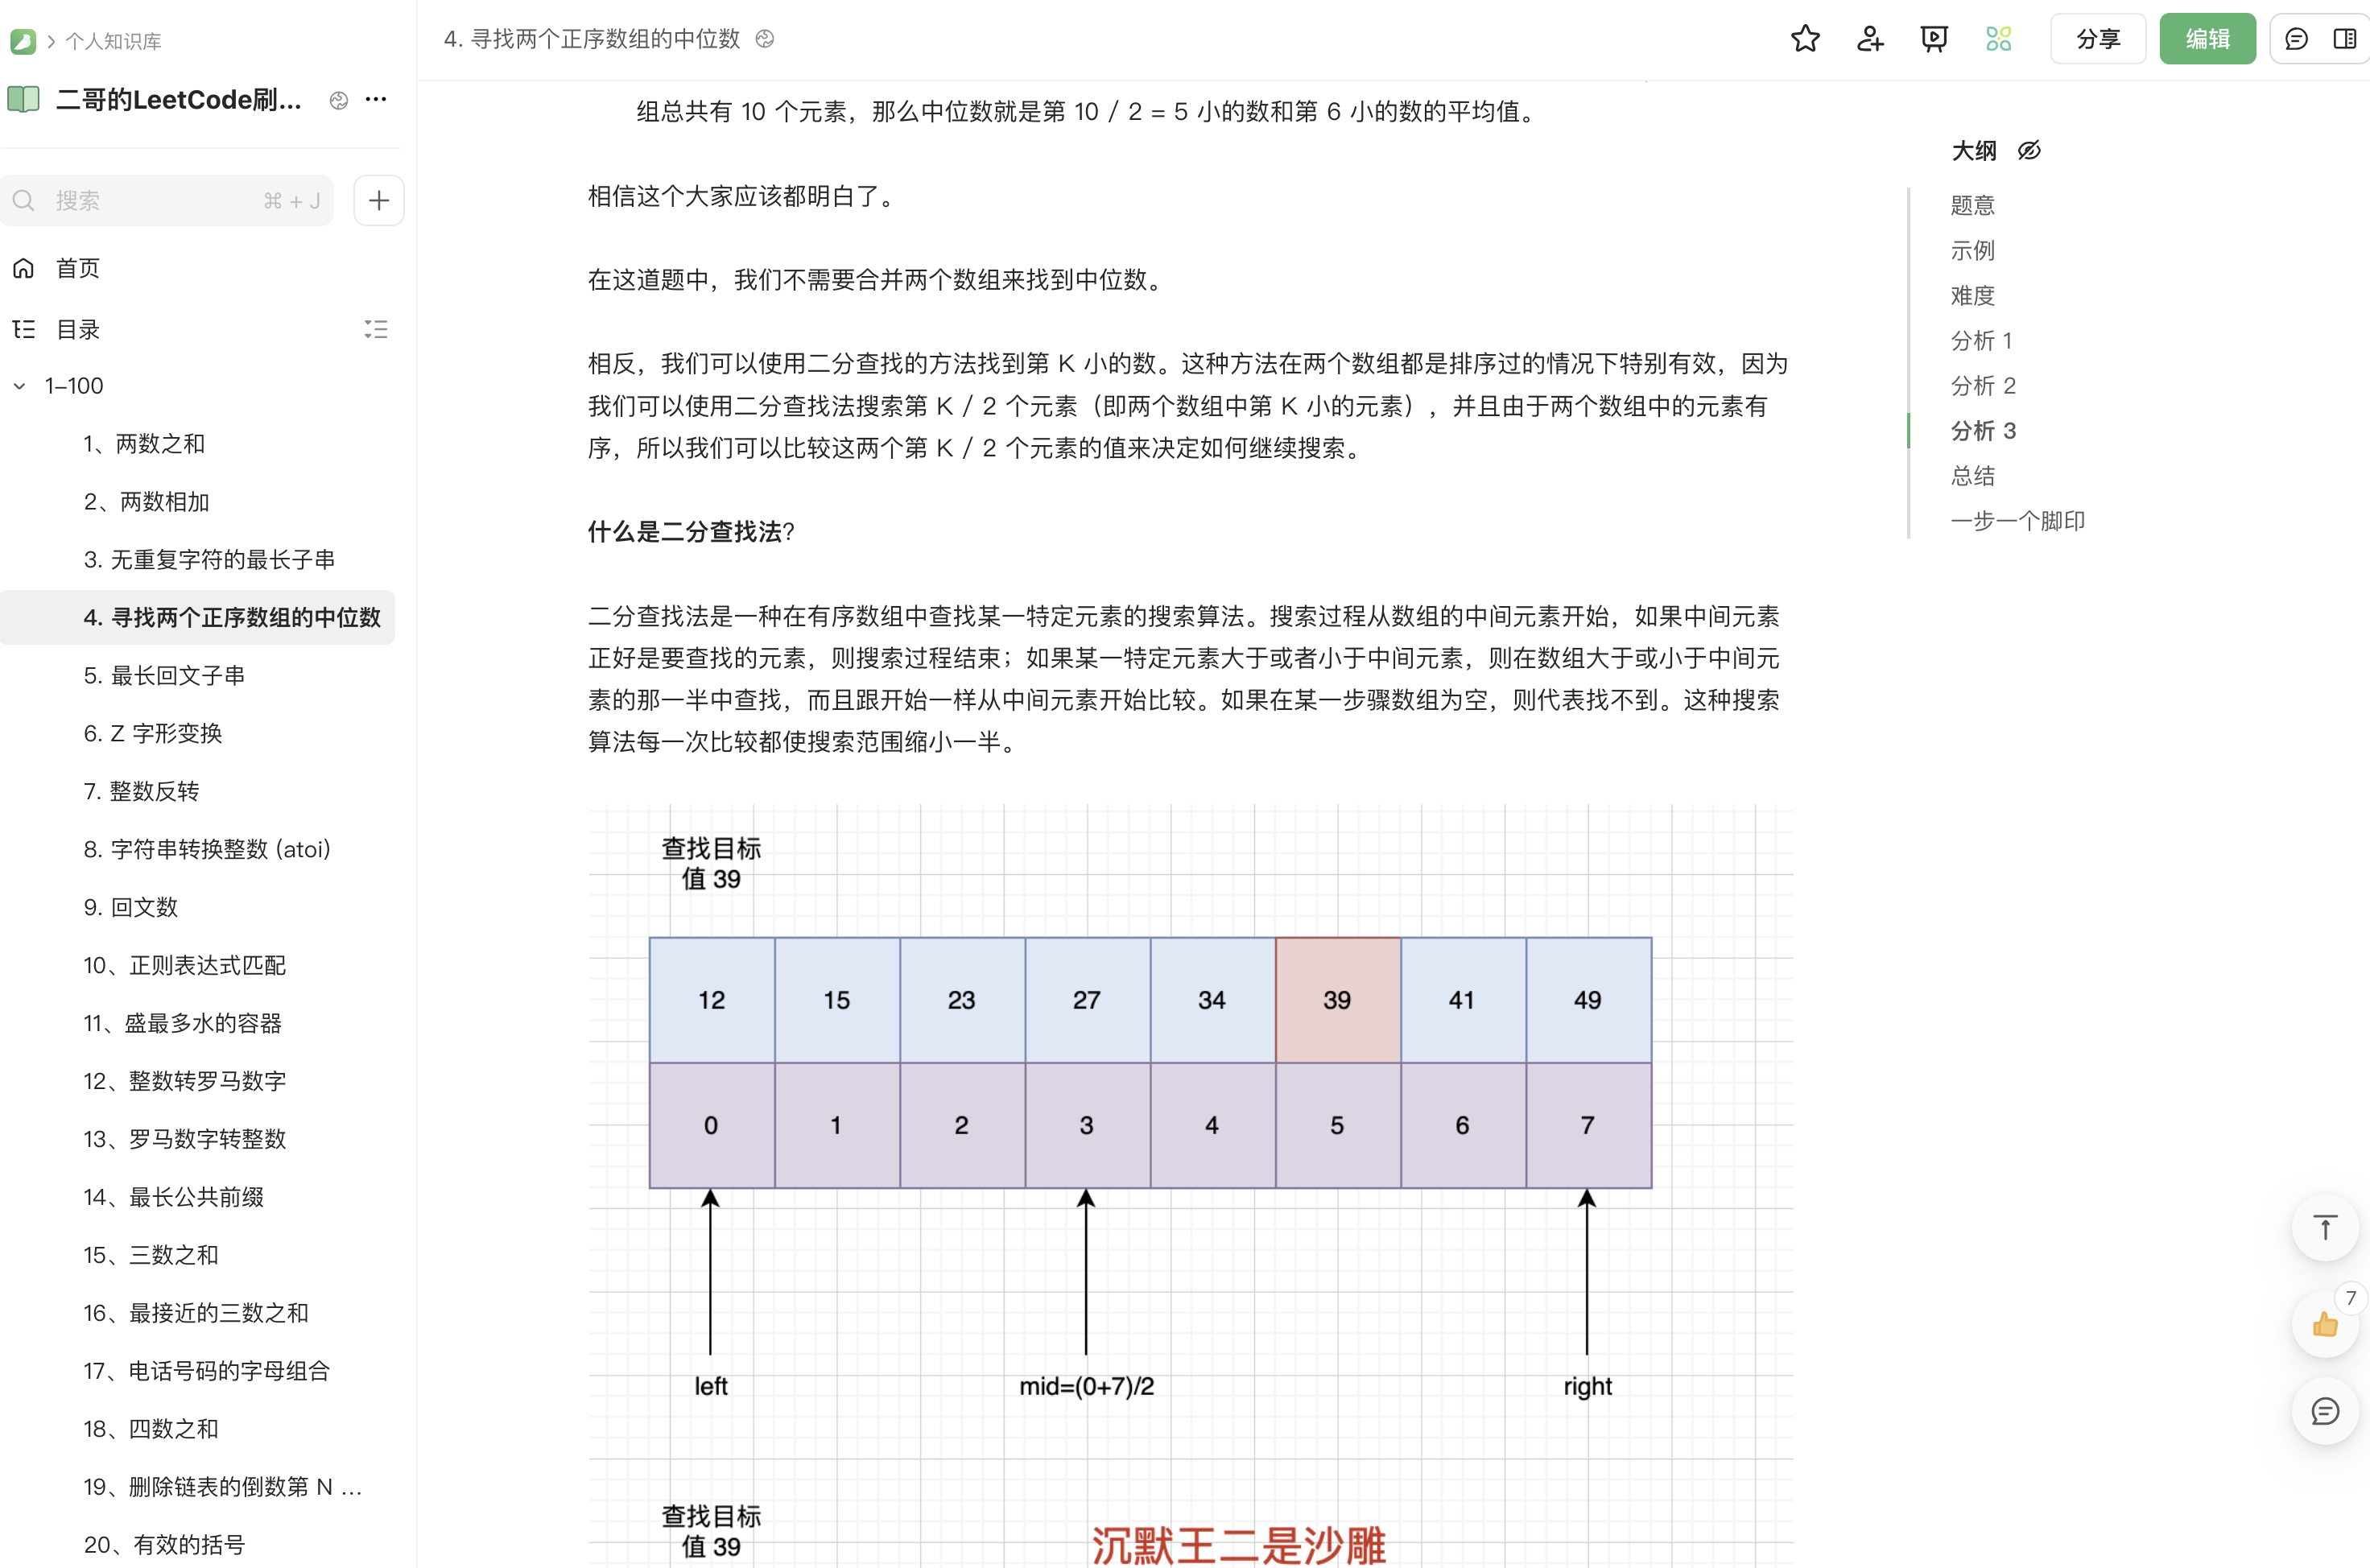 个人知识库
二哥的LeetCode刷...
搜索
⌘ + J
首页
目录
1–100
1、两数之和
2、两数相加
3. 无重复字符的最长子串
4. 寻找两个正序数组的中位数
5. 最长回文子串
6. Z 字形变换
7. 整数反转
8. 字符串转换整数 (atoi)
9. 回文数
10、正则表达式匹配
11、盛最多水的容器
12、整数转罗马数字
13、罗马数字转整数
14、最长公共前缀
15、三数之和
16、最接近的三数之和
17、电话号码的字母组合
18、四数之和
19、删除链表的倒数第 N ...
20、有效的括号
4. 寻找两个正序数组的中位数
分享
编辑
组总共有 10 个元素，那么中位数就是第 10 / 2 = 5 小的数和第 6 小的数的平均值。
相信这个大家应该都明白了。
在这道题中，我们不需要合并两个数组来找到中位数。
相反，我们可以使用二分查找的方法找到第 K 小的数。这种方法在两个数组都是排序过的情况下特别有效，因为
我们可以使用二分查找法搜索第 K / 2 个元素（即两个数组中第 K 小的元素），并且由于两个数组中的元素有
序，所以我们可以比较这两个第 K / 2 个元素的值来决定如何继续搜索。
什么是二分查找法？
二分查找法是一种在有序数组中查找某一特定元素的搜索算法。搜索过程从数组的中间元素开始，如果中间元素
正好是要查找的元素，则搜索过程结束；如果某一特定元素大于或者小于中间元素，则在数组大于或小于中间元
素的那一半中查找，而且跟开始一样从中间元素开始比较。如果在某一步骤数组为空，则代表找不到。这种搜索
算法每一次比较都使搜索范围缩小一半。
查找目标
值 39
12 15 23 27 34 39 41 49
0 1 2 3 4 5 6 7
left mid=(0+7)/2 right
查找目标
值 39
沉默王二是沙雕
大纲
题意
示例
难度
分析 1
分析 2
分析 3
总结
一步一个脚印
7